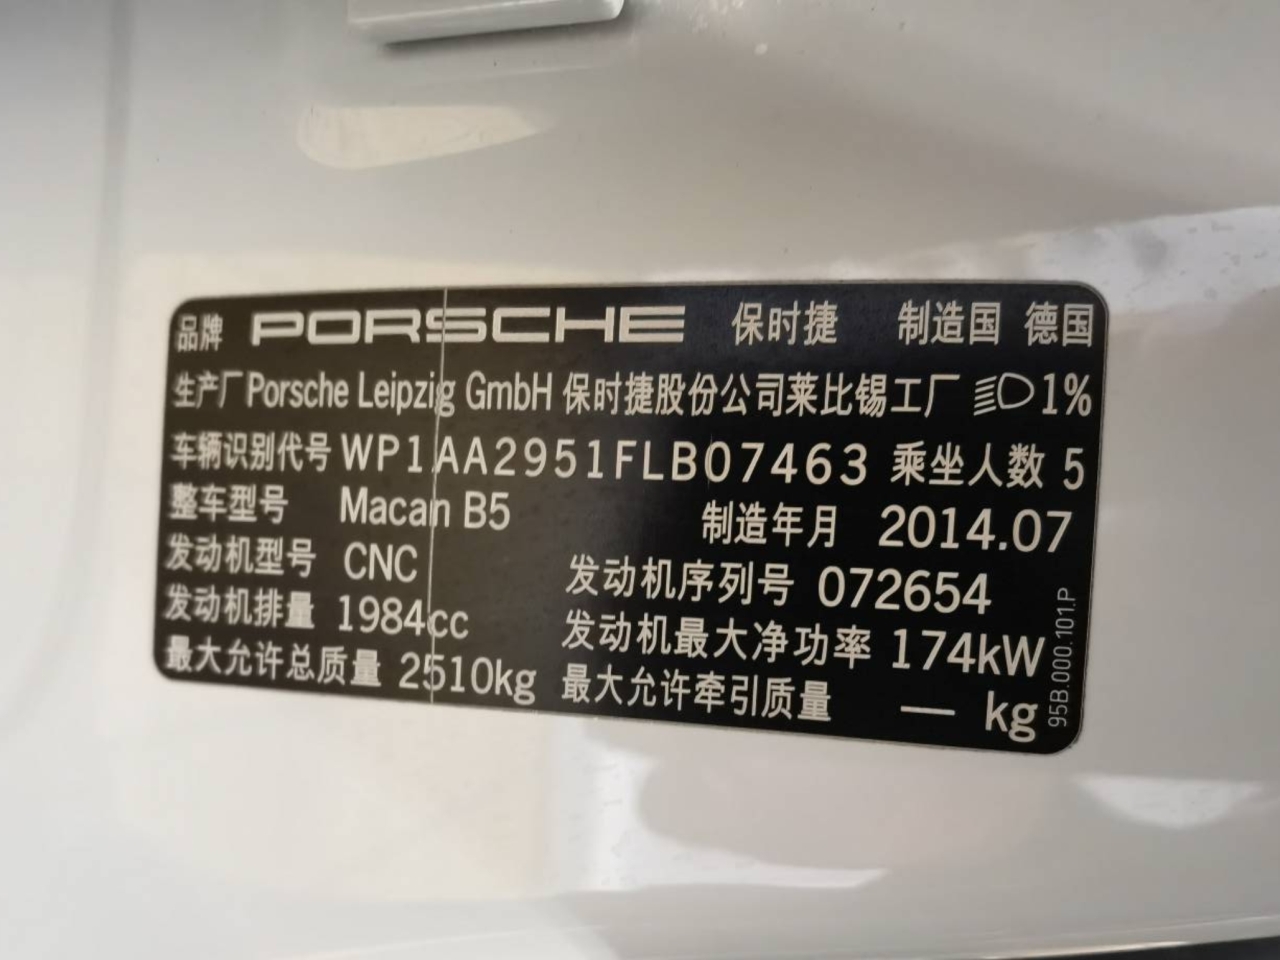 品牌 PORSCHE 保时捷 制造国 德国
生产厂 Porsche Leipzig GmbH 保时捷股份公司莱比锡工厂 1%
车辆识别代号 WP1AA2951FLB07463 乘坐人数 5
整车型号 Macan B5 制造年月 2014.07
发动机型号 CNC 发动机序列号 072654
发动机排量 1984cc 发动机最大净功率 174kW
最大允许总质量 2510kg 最大允许牵引质量 — kg
95B.000.101.P